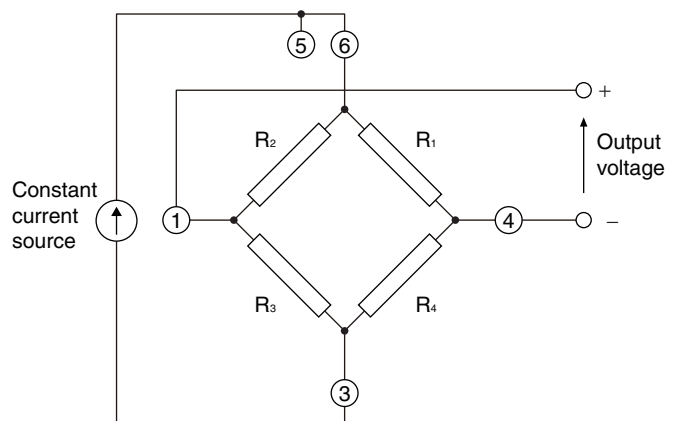 5
6
+
R2
R1
Output
voltage
Constant
current
source
1
4
−
R3
R4
3